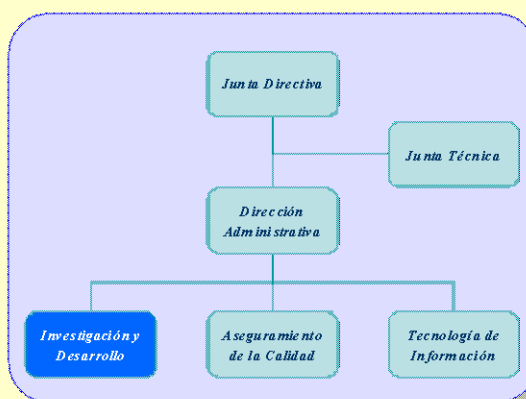 Junta Directiva
Junta Técnica
Dirección
Administrativa
Investigación y
Desarrollo
Aseguramiento
de la Calidad
Tecnología de
Información